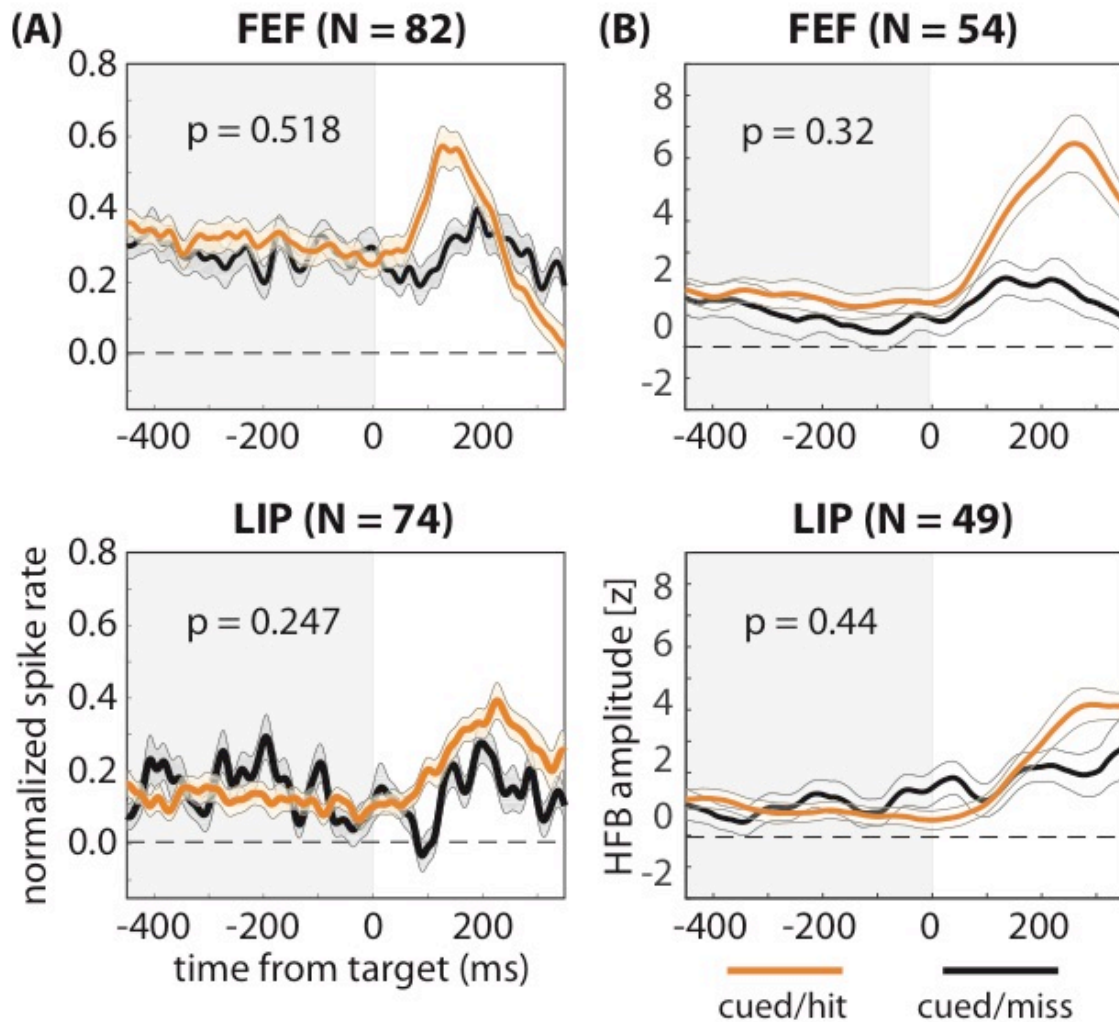 (A) FEF (N = 82)
0.8
0.6
0.4
0.2
0.0
p = 0.518
-400 -200 0 200
(B) FEF (N = 54)
8
6
4
2
0
-2
p = 0.32
-400 -200 0 200
LIP (N = 74)
normalized spike rate
0.8
0.6
0.4
0.2
0.0
p = 0.247
-400 -200 0 200
time from target (ms)
LIP (N = 49)
HFB amplitude [z]
8
6
4
2
0
-2
p = 0.44
-400 -200 0 200
cued/hit cued/miss